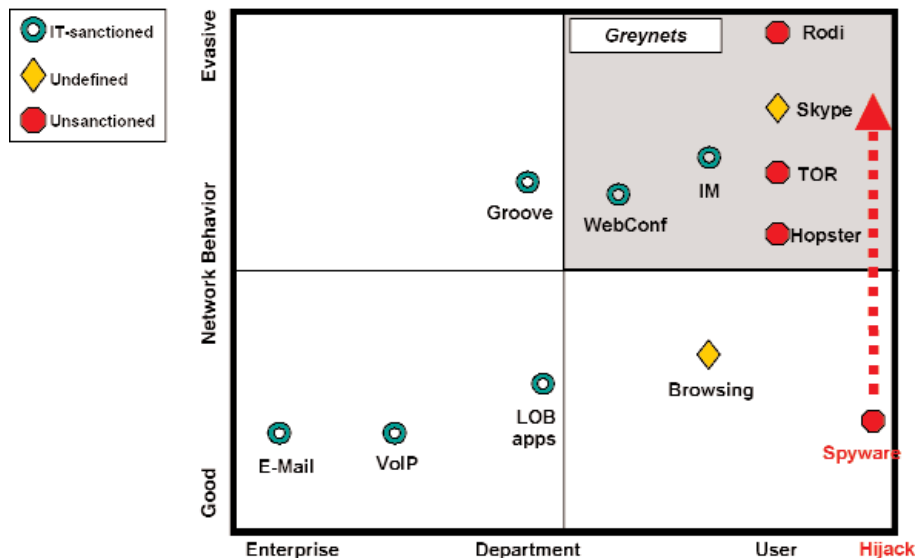 IT-sanctioned
Undefined
Unsanctioned
Evasive
Network Behavior
Good
Greynets
Rodi
Skype
TOR
Hopster
IM
WebConf
Groove
Browsing
LOB
apps
E-Mail
VoIP
Spyware
Enterprise
Department
User
Hijack